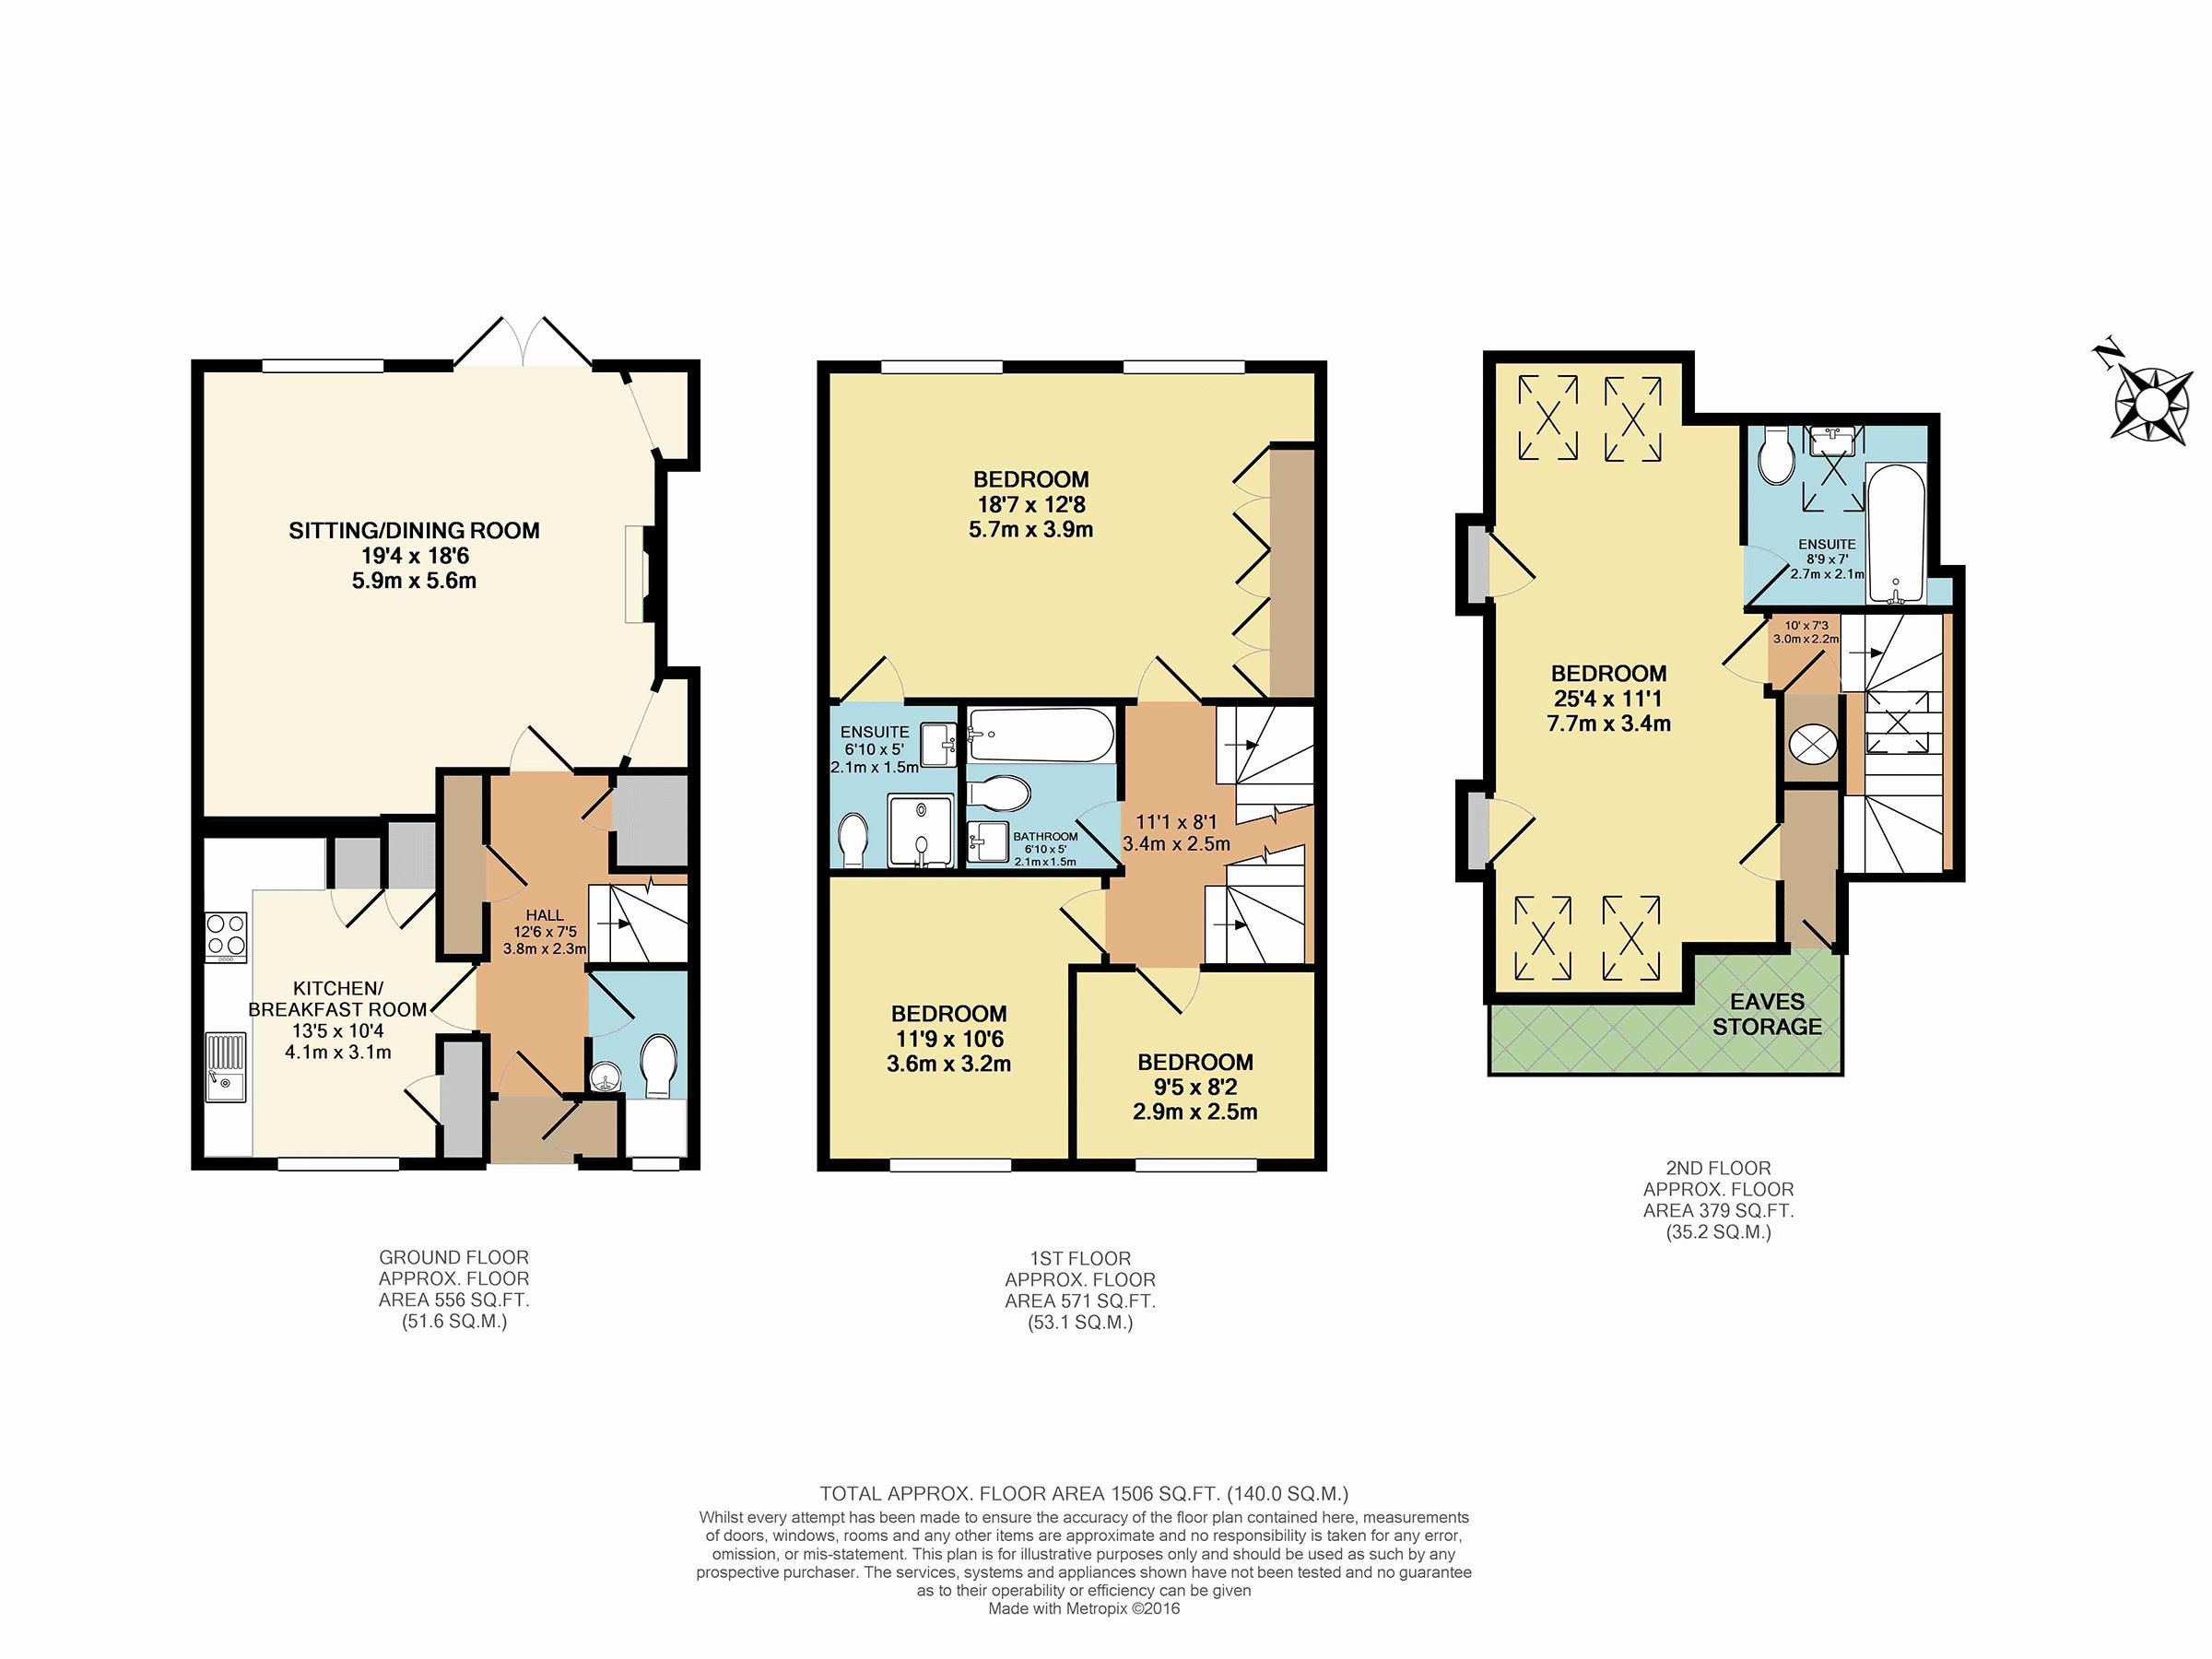 N
SITTING/DINING ROOM
19'4 x 18'6
5.9m x 5.6m
HALL
12'6 x 7'5
3.8m x 2.3m
KITCHEN/
BREAKFAST ROOM
13'5 x 10'4
4.1m x 3.1m
GROUND FLOOR
APPROX. FLOOR
AREA 556 SQ.FT.
(51.6 SQ.M.)
BEDROOM
18'7 x 12'8
5.7m x 3.9m
ENSUITE
6'10 x 5'
2.1m x 1.5m
BATHROOM
6'10 x 5'
2.1m x 1.5m
11'1 x 8'1
3.4m x 2.5m
BEDROOM
11'9 x 10'6
3.6m x 3.2m
BEDROOM
9'5 x 8'2
2.9m x 2.5m
1ST FLOOR
APPROX. FLOOR
AREA 571 SQ.FT.
(53.1 SQ.M.)
ENSUITE
8'9 x 7'
2.7m x 2.1m
10' x 7'3
3.0m x 2.2m
BEDROOM
25'4 x 11'1
7.7m x 3.4m
EAVES
STORAGE
2ND FLOOR
APPROX. FLOOR
AREA 379 SQ.FT.
(35.2 SQ.M.)
TOTAL APPROX. FLOOR AREA 1506 SQ.FT. (140.0 SQ.M.)
Whilst every attempt has been made to ensure the accuracy of the floor plan contained here, measurements
of doors, windows, rooms and any other items are approximate and no responsibility is taken for any error,
omission, or mis-statement. This plan is for illustrative purposes only and should be used as such by any
prospective purchaser. The services, systems and appliances shown have not been tested and no guarantee
as to their operability or efficiency can be given
Made with Metropix ©2016